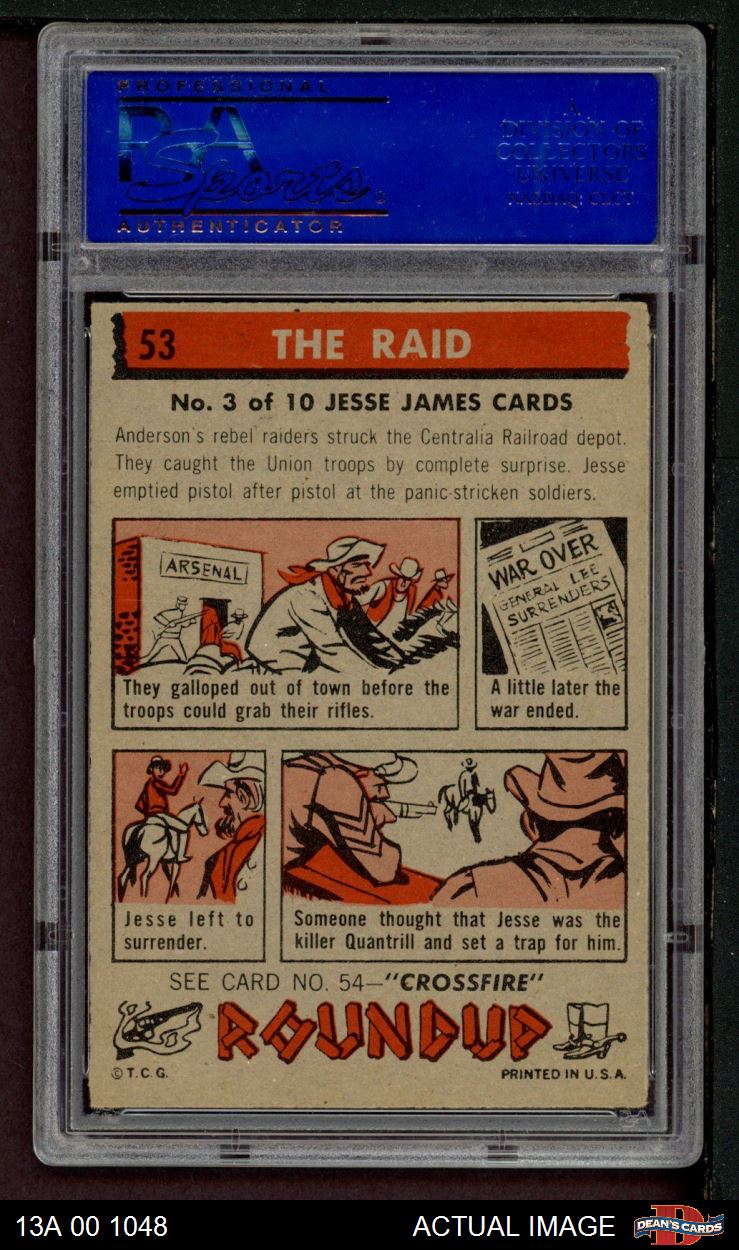 PROFESSIONAL
PSA
Sports
AUTHENTICATOR
A
DIVISION OF
COLLECTORS
UNIVERSE
NASDAQ: CLCT
53 THE RAID
No. 3 of 10 JESSE JAMES CARDS
Anderson's rebel raiders struck the Centralia Railroad depot.
They caught the Union troops by complete surprise. Jesse
emptied pistol after pistol at the panic-stricken soldiers.
ARSENAL
They galloped out of town before the
troops could grab their rifles.
WAR OVER
GENERAL LEE
SURRENDERS
A little later the
war ended.
Jesse left to
surrender.
Someone thought that Jesse was the
killer Quantrill and set a trap for him.
SEE CARD NO. 54—"CROSSFIRE"
ROUNDUP
© T.C.G.
PRINTED IN U.S.A.
13A 00 1048
ACTUAL IMAGE
D
DEAN'S CARDS